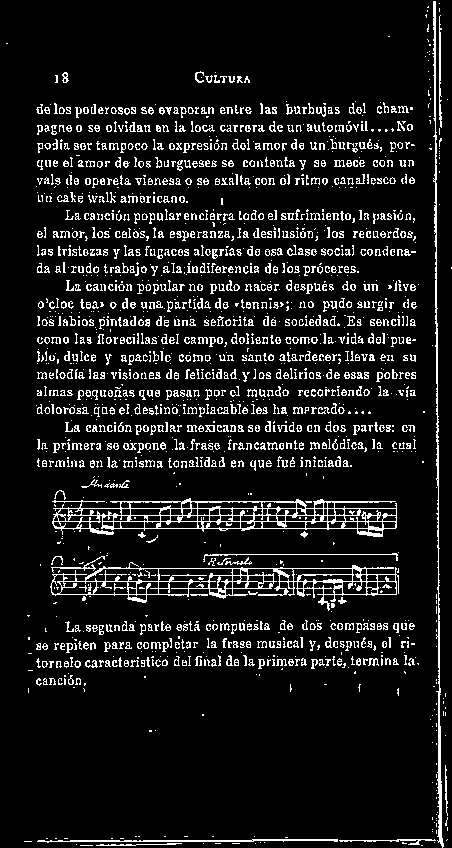 18 CULTURA
de los poderosos se evaporan entre las burbujas del cham-
pagne o se olvidan en la loca carrera de un automóvil.... No
podía ser tampoco la expresión del amor de un burgués, por-
que el amor de los burgueses se contenta y se mece con un
vals de opereta vienesa o se exalta con el ritmo canallesco de
un cake walk americano.
La canción popular encierra todo el sufrimiento, la pasión,
el amor, los celos, la esperanza, la desilusión, los recuerdos,
las tristezas y las fugaces alegrías de esa clase social condena-
da al rudo trabajo y a la indiferencia de los próceres.
La canción popular no pudo nacer después de un »five
o'cloc tea» o de una partida de «tennis»; no pudo surgir de
los labios pintados de una señorita de sociedad. Es sencilla
como las florecillas del campo, doliente como la vida del pue-
blo, dulce y apacible como un santo atardecer; lleva en su
melodía las visiones de felicidad y los delirios de esas pobres
almas pequeñas que pasan por el mundo recorriendo la vía
dolorosa que el destino implacable les ha marcado....
La canción popular mexicana se divide en dos partes: en
la primera se expone la frase francamente melódica, la cual
termina en la misma tonalidad en que fué iniciada.
Andante
Ritornelo
La segunda parte está compuesta de dos compases que
se repiten para completar la frase musical y, después, el ri-
tornelo característico del final de la primera parte, termina la
canción.